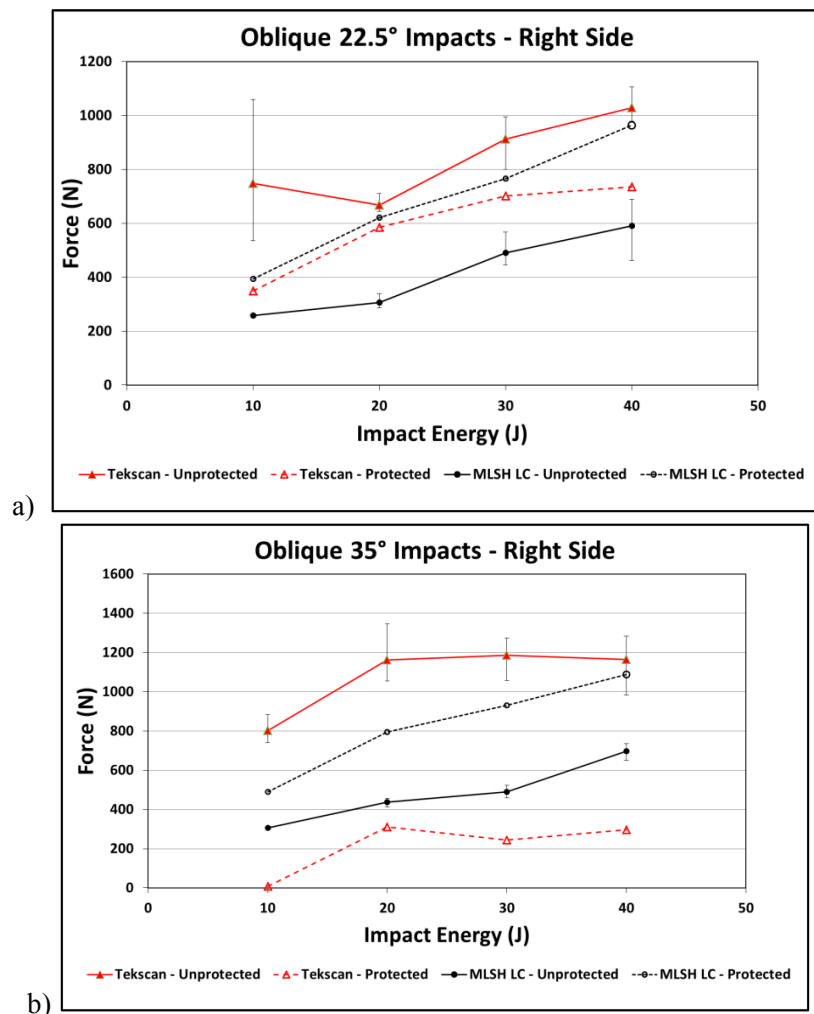 Oblique 22.5° Impacts - Right Side
1200
1000
800
600
400
200
0
Force (N)
0 10 20 30 40 50
Impact Energy (J)
Tekscan - Unprotected Tekscan - Protected MLSH LC - Unprotected MLSH LC - Protected
a)
Oblique 35° Impacts - Right Side
1600
1400
1200
1000
800
600
400
200
0
Force (N)
0 10 20 30 40 50
Impact Energy (J)
Tekscan - Unprotected Tekscan - Protected MLSH LC - Unprotected MLSH LC - Protected
b)